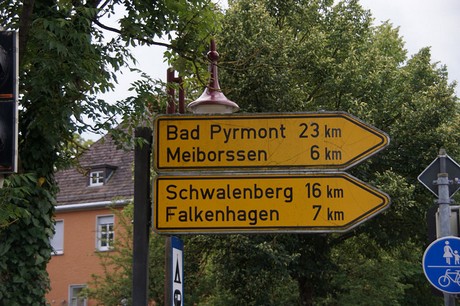 Bad Pyrmont 23 km
Meiborssen 6 km
Schwalenberg 16 km
Falkenhagen 7 km